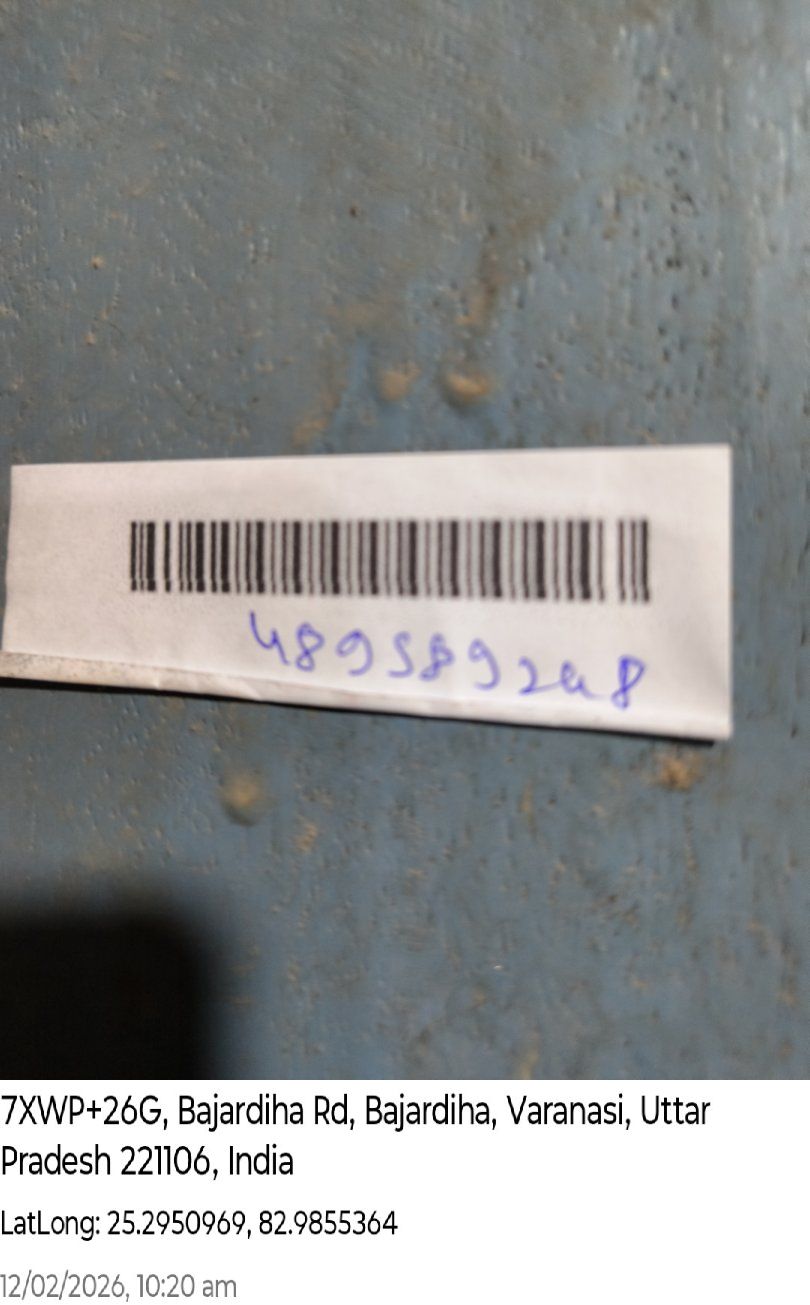 489589248
7XWP+26G, Bajardiha Rd, Bajardiha, Varanasi, Uttar
Pradesh 221106, India
LatLong: 25.2950969, 82.9855364
12/02/2026, 10:20 am